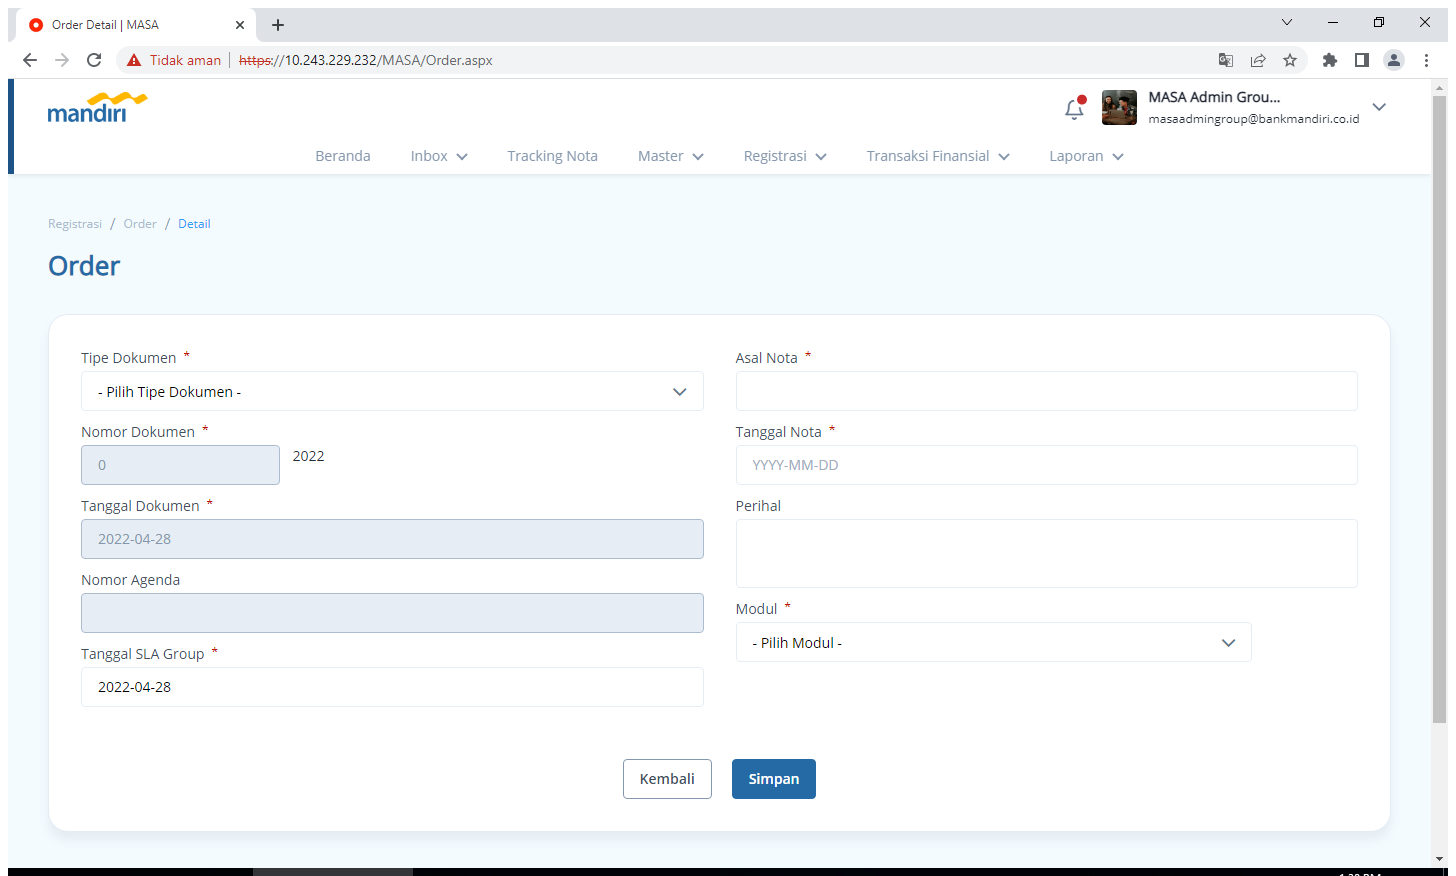 Order Detail | MASA
Tidak aman
https://10.243.229.232/MASA/Order.aspx
mandiri
MASA Admin Grou...
masaadmingroup@bankmandiri.co.id
Beranda Inbox Tracking Nota Master Registrasi Transaksi Finansial Laporan
Registrasi / Order / Detail
Order
Tipe Dokumen *
- Pilih Tipe Dokumen -
Nomor Dokumen *
0
2022
Tanggal Dokumen *
2022-04-28
Nomor Agenda
Tanggal SLA Group *
2022-04-28
Asal Nota *
Tanggal Nota *
YYYY-MM-DD
Perihal
Modul *
- Pilih Modul -
Kembali
Simpan